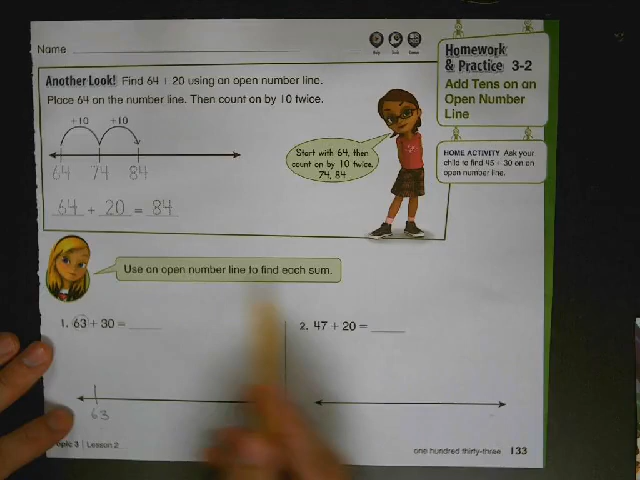 Name
Help Tools Games
Homework
& Practice 3-2
Add Tens on an
Open Number
Line
Another Look! Find 64 + 20 using an open number line.
Place 64 on the number line. Then count on by 10 twice.
+10 +10
64 74 84
64 + 20 = 84
Start with 64, then
count on by 10 twice.
74, 84
HOME ACTIVITY Ask your
child to find 45 + 30 on an
open number line.
Use an open number line to find each sum.
1. 63 + 30 =
63
2. 47 + 20 =
Topic 3 | Lesson 2
one hundred thirty-three 133